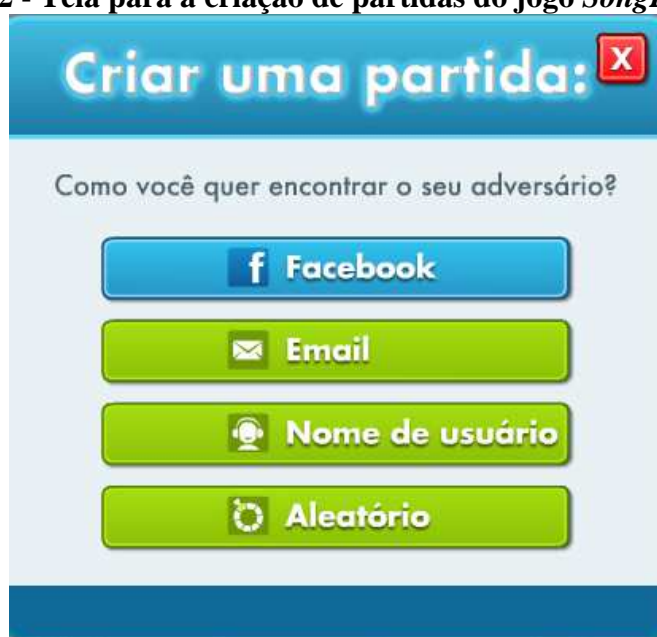 2 - Tela para a criação de partidas do jogo
Criar uma partida:
X
Como você quer encontrar o seu adversário?
f Facebook
Email
Nome de usuário
Aleatório